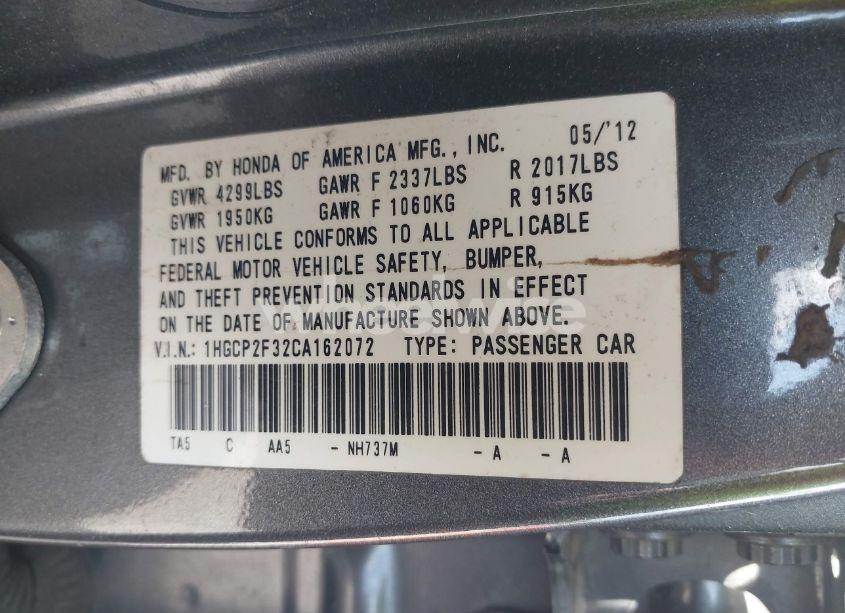 MFD. BY HONDA OF AMERICA MFG., INC. 05/'12
GVWR 4299LBS GAWR F 2337LBS R 2017LBS
GVWR 1950KG GAWR F 1060KG R 915KG
THIS VEHICLE CONFORMS TO ALL APPLICABLE
FEDERAL MOTOR VEHICLE SAFETY, BUMPER,
AND THEFT PREVENTION STANDARDS IN EFFECT
ON THE DATE OF MANUFACTURE SHOWN ABOVE.
V.I.N.: 1HGCP2F32CA162072 TYPE: PASSENGER CAR
TA5 C AA5 - NH737M - A - A